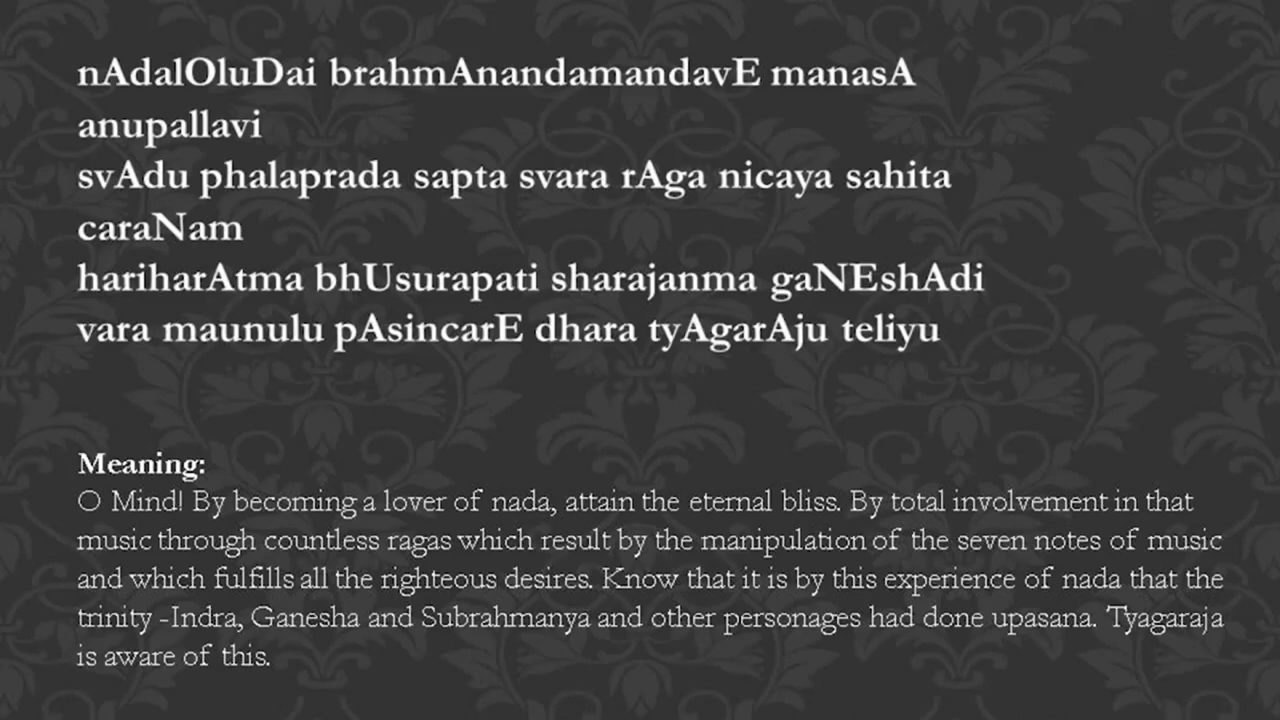 nAdalOluDai brahmAnandamandavE manasA
anupallavi
svAdu phalaprada sapta svara rAga nicaya sahita
caraNam
hariharAtma bhUsurapati sharajanma gaNEshAdi
vara maunulu pAsincarE dhara tyAgarAju teliyu
Meaning:
O Mind! By becoming a lover of nada, attain the eternal bliss. By total involvement in that
music through countless ragas which result by the manipulation of the seven notes of music
and which fulfills all the righteous desires. Know that it is by this experience of nada that the
trinity -Indra, Ganesha and Subrahmanya and other personages had done upasana. Tyagaraja
is aware of this.